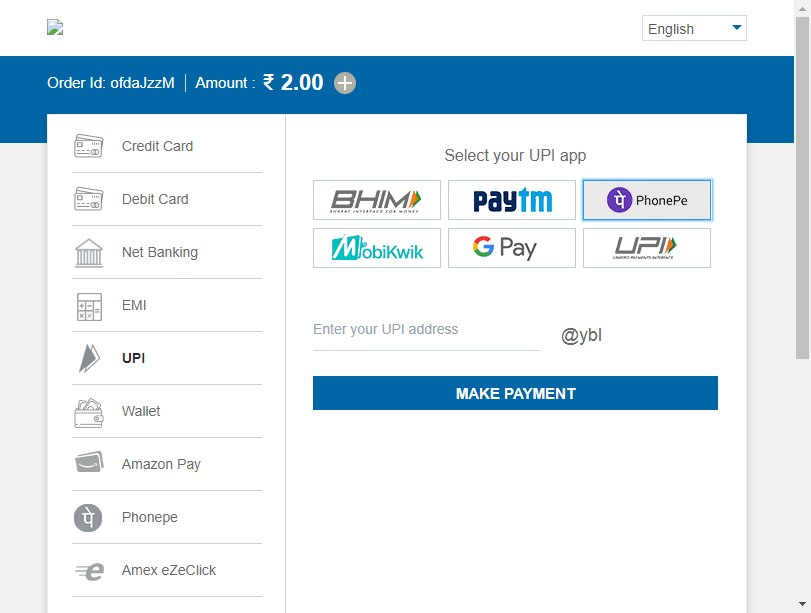 English
Order Id: ofdaJzzM
Amount : ₹ 2.00
Credit Card
Debit Card
Net Banking
EMI
UPI
Wallet
Amazon Pay
Phonepe
Amex eZeClick
Select your UPI app
BHIM
BHARAT INTERFACE FOR MONEY
paytm
पे PhonePe
MobiKwik
G Pay
UPI
UNIFIED PAYMENTS INTERFACE
Enter your UPI address
@ybl
MAKE PAYMENT